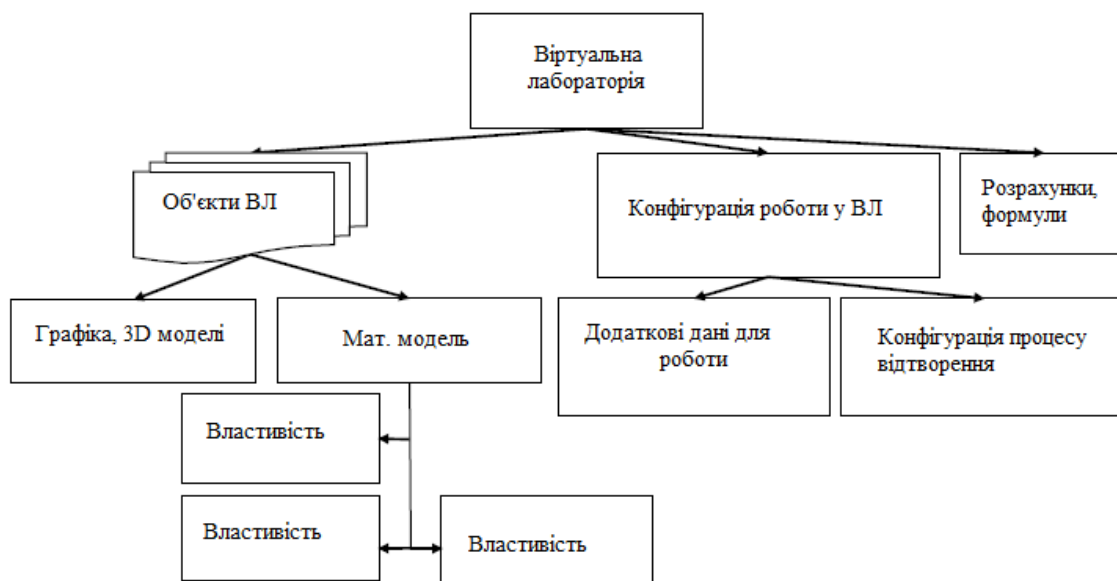 Віртуальна
лабораторія
Об'єкти ВЛ
Конфігурація роботи у ВЛ
Розрахунки,
формули
Графіка, 3D моделі
Мат. модель
Додаткові дані для
роботи
Конфігурація процесу
відтворення
Властивість
Властивість
Властивість